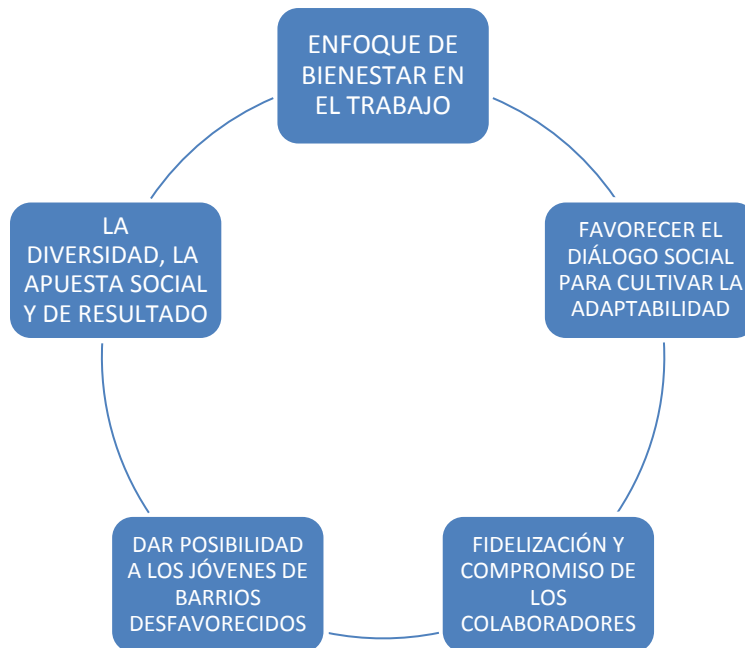 ENFOQUE DE
BIENESTAR EN
EL TRABAJO
FAVORECER EL
DIÁLOGO SOCIAL
PARA CULTIVAR LA
ADAPTABILIDAD
FIDELIZACIÓN Y
COMPROMISO DE
LOS
COLABORADORES
DAR POSIBILIDAD
A LOS JÓVENES DE
BARRIOS
DESFAVORECIDOS
LA
DIVERSIDAD, LA
APUESTA SOCIAL
Y DE RESULTADO